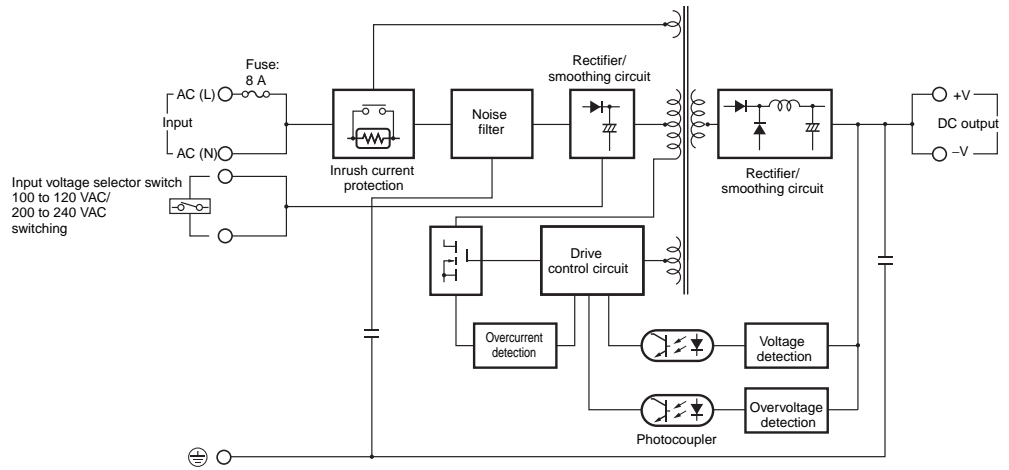 Fuse:
8 A
AC (L)
Input
AC (N)
Input voltage selector switch
100 to 120 VAC/
200 to 240 VAC
switching
Inrush current
protection
Noise
filter
Rectifier/
smoothing circuit
Rectifier/
smoothing circuit
+V
DC output
−V
Drive
control circuit
Overcurrent
detection
Voltage
detection
Overvoltage
detection
Photocoupler